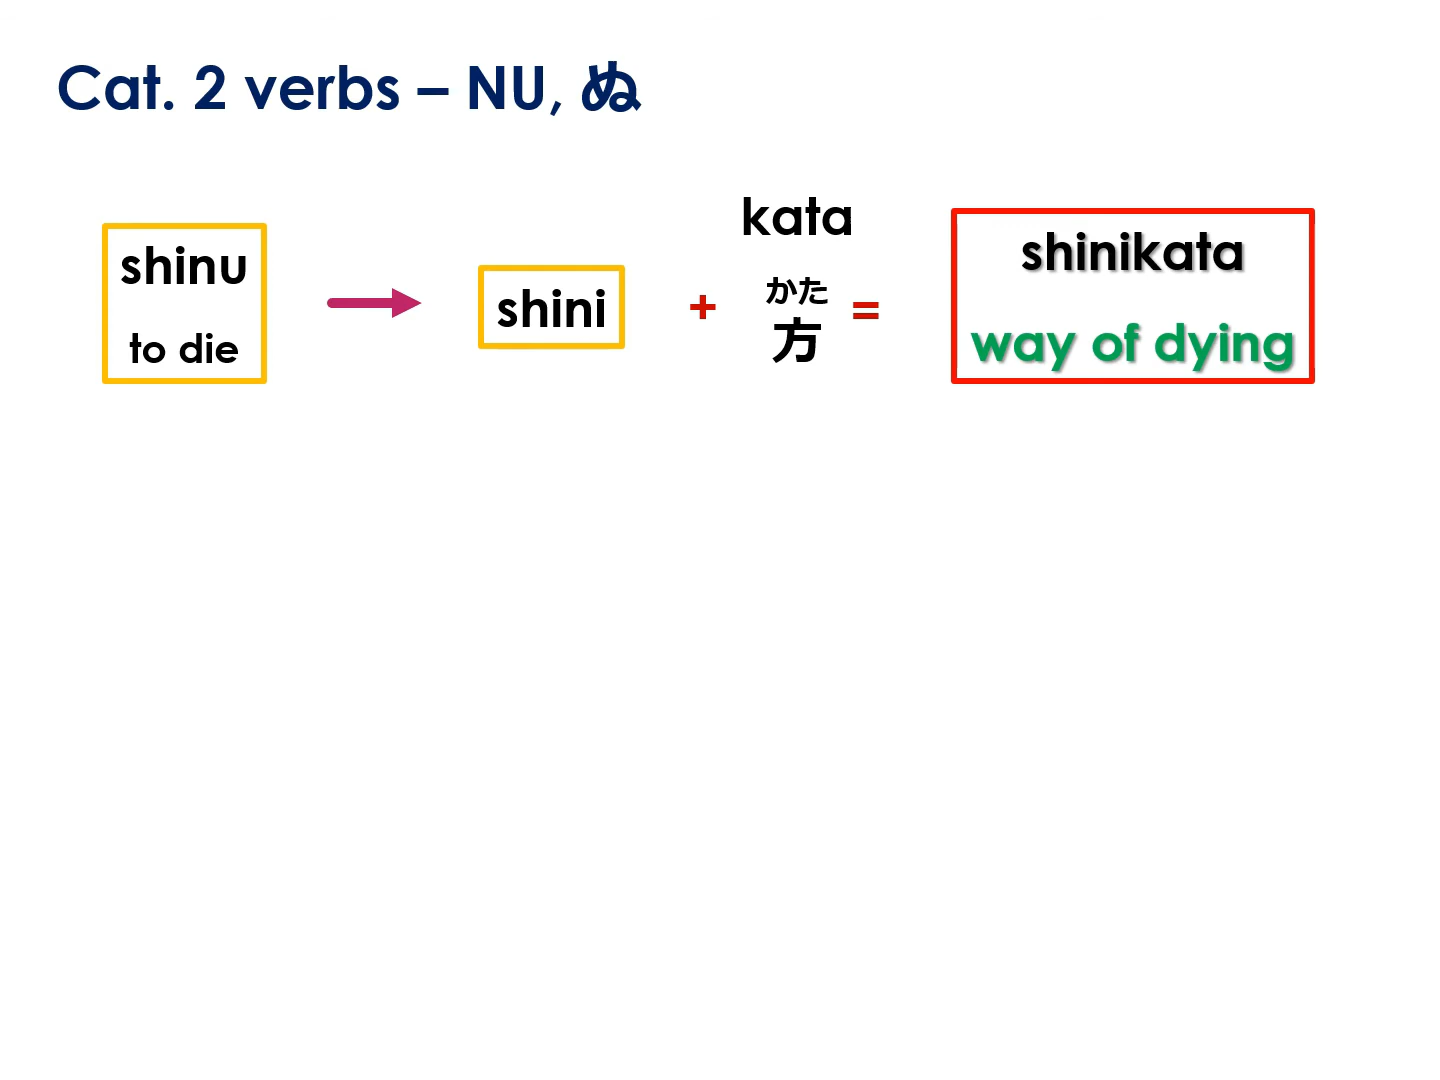 Cat. 2 verbs – NU, ぬ
shinu
to die
shini
+
kata
かた
方
=
shinikata
way of dying